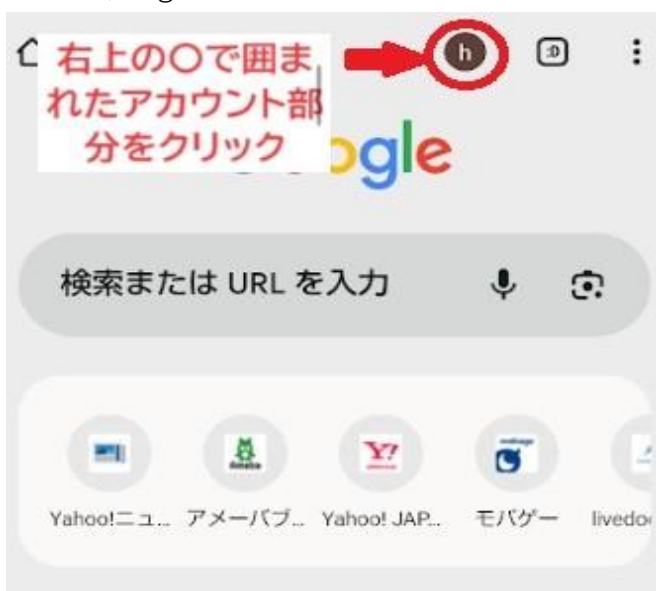 右上の〇で囲ま
れたアカウント部
分をクリック
h
:D
ogle
検索または URL を入力
Ameba
Y!
mobage
Yahoo!ニュ...
アメーバブ...
Yahoo! JAP...
モバゲー
livedo